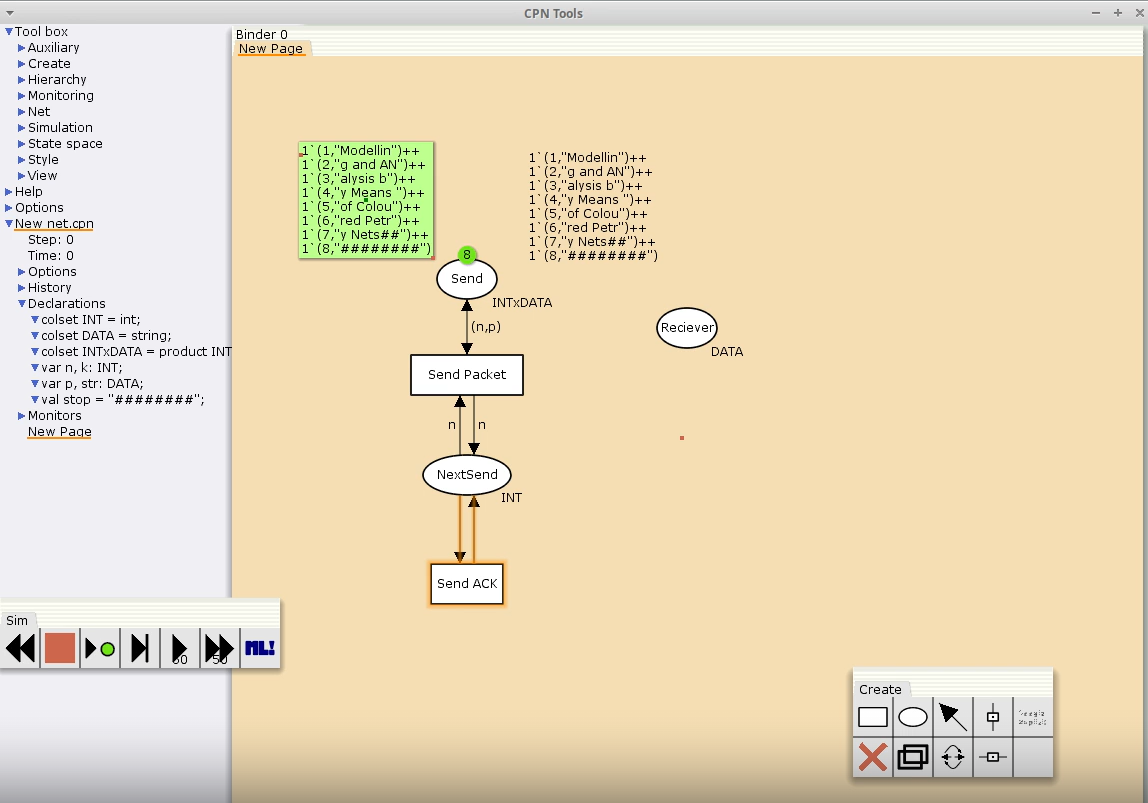 CPN Tools
Tool box
Auxiliary
Create
Hierarchy
Monitoring
Net
Simulation
State space
Style
View
Help
Options
New net.cpn
Step: 0
Time: 0
Options
History
Declarations
colset INT = int;
colset DATA = string;
colset INTxDATA = product INT
var n, k: INT;
var p, str: DATA;
val stop = "########";
Monitors
New Page
Binder 0
New Page
1`(1,"Modellin")++
1`(2,"g and AN")++
1`(3,"alysis b")++
1`(4,"y Means ")++
1`(5,"of Colou")++
1`(6,"red Petr")++
1`(7,"y Nets##")++
1`(8,"########")
1`(1,"Modellin")++
1`(2,"g and AN")++
1`(3,"alysis b")++
1`(4,"y Means ")++
1`(5,"of Colou")++
1`(6,"red Petr")++
1`(7,"y Nets##")++
1`(8,"########")
8
Send
INTxDATA
(n,p)
Reciever
DATA
Send Packet
n
n
NextSend
INT
Send ACK
Sim
50
ML!
Create